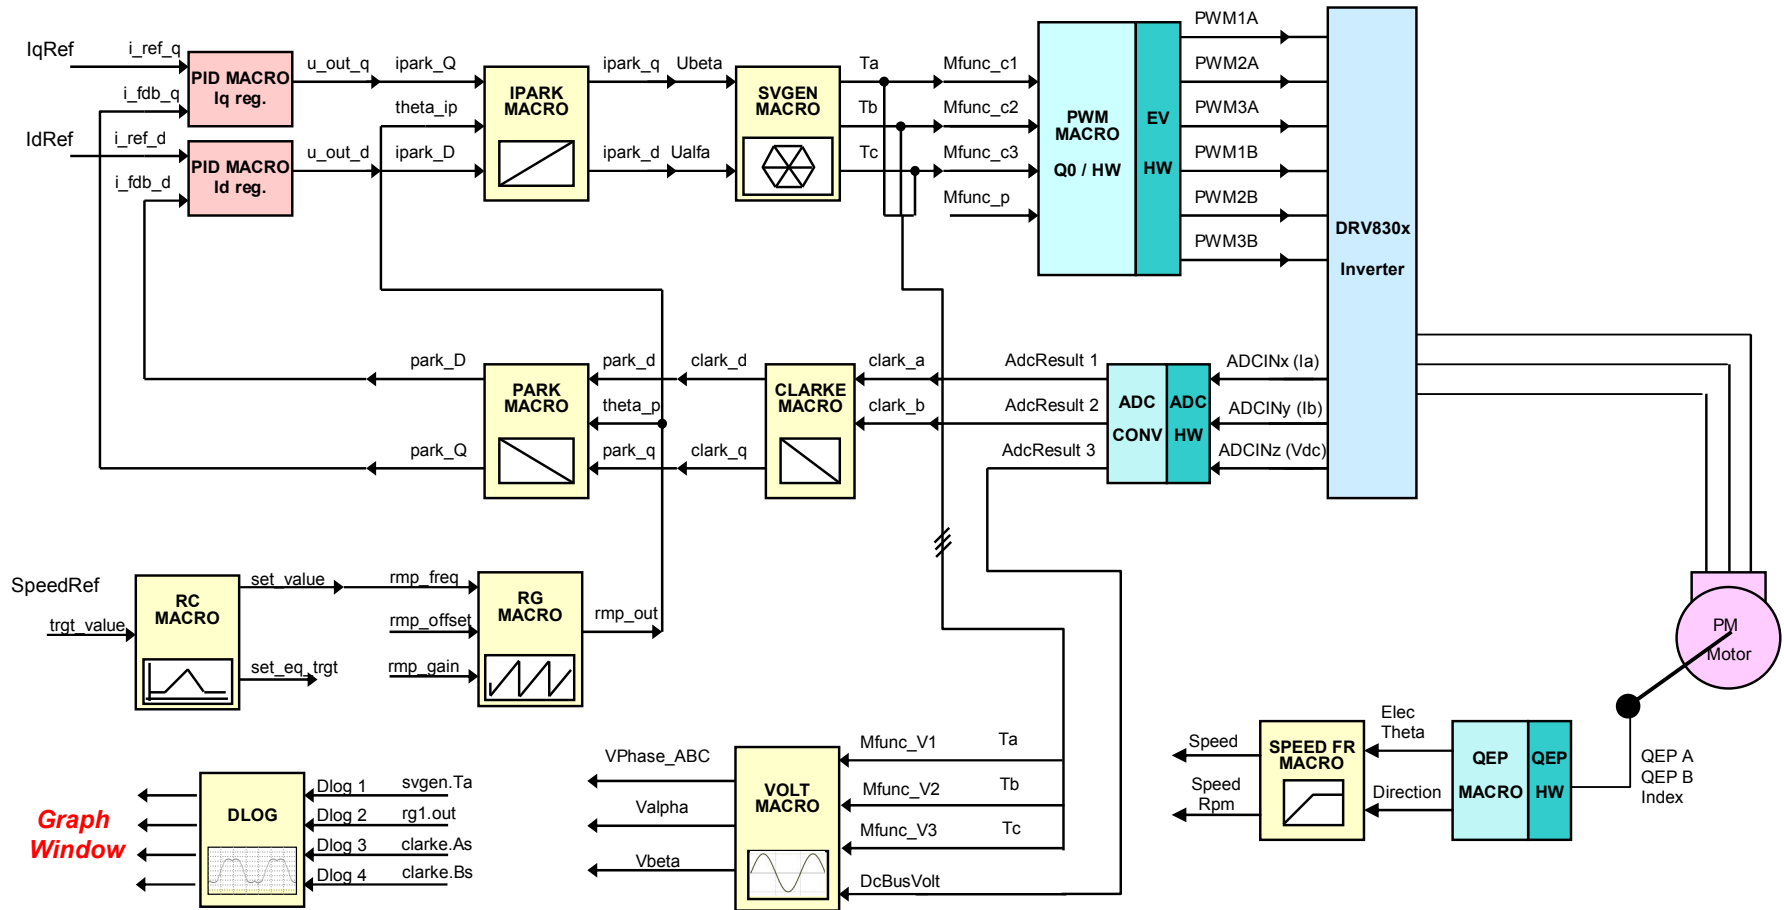 IqRef
i_ref_q
i_fdb_q
PID MACRO
Iq reg.
u_out_q
ipark_Q
IdRef
i_ref_d
i_fdb_d
PID MACRO
Id reg.
u_out_d
ipark_D
theta_ip
IPARK
MACRO
ipark_q
Ubeta
ipark_d
Ualfa
SVGEN
MACRO
Ta
Tb
Tc
Mfunc_c1
Mfunc_c2
Mfunc_c3
Mfunc_p
PWM
MACRO
Q0 / HW
EV
HW
PWM1A
PWM2A
PWM3A
PWM1B
PWM2B
PWM3B
DRV830x
Inverter
park_D
park_Q
PARK
MACRO
park_d
theta_p
park_q
clark_d
clark_q
CLARKE
MACRO
clark_a
clark_b
AdcResult 1
AdcResult 2
AdcResult 3
ADC
CONV
ADC
HW
ADCINx (Ia)
ADCINy (Ib)
ADCINz (Vdc)
SpeedRef
trgt_value
RC
MACRO
set_value
set_eq_trgt
rmp_freq
rmp_offset
rmp_gain
RG
MACRO
rmp_out
PM
Motor
Graph
Window
DLOG
Dlog 1
Dlog 2
Dlog 3
Dlog 4
svgen.Ta
rg1.out
clarke.As
clarke.Bs
VPhase_ABC
Valpha
Vbeta
VOLT
MACRO
Mfunc_V1
Mfunc_V2
Mfunc_V3
DcBusVolt
Ta
Tb
Tc
Speed
Speed
Rpm
SPEED FR
MACRO
Elec
Theta
Direction
QEP
MACRO
QEP
HW
QEP A
QEP B
Index